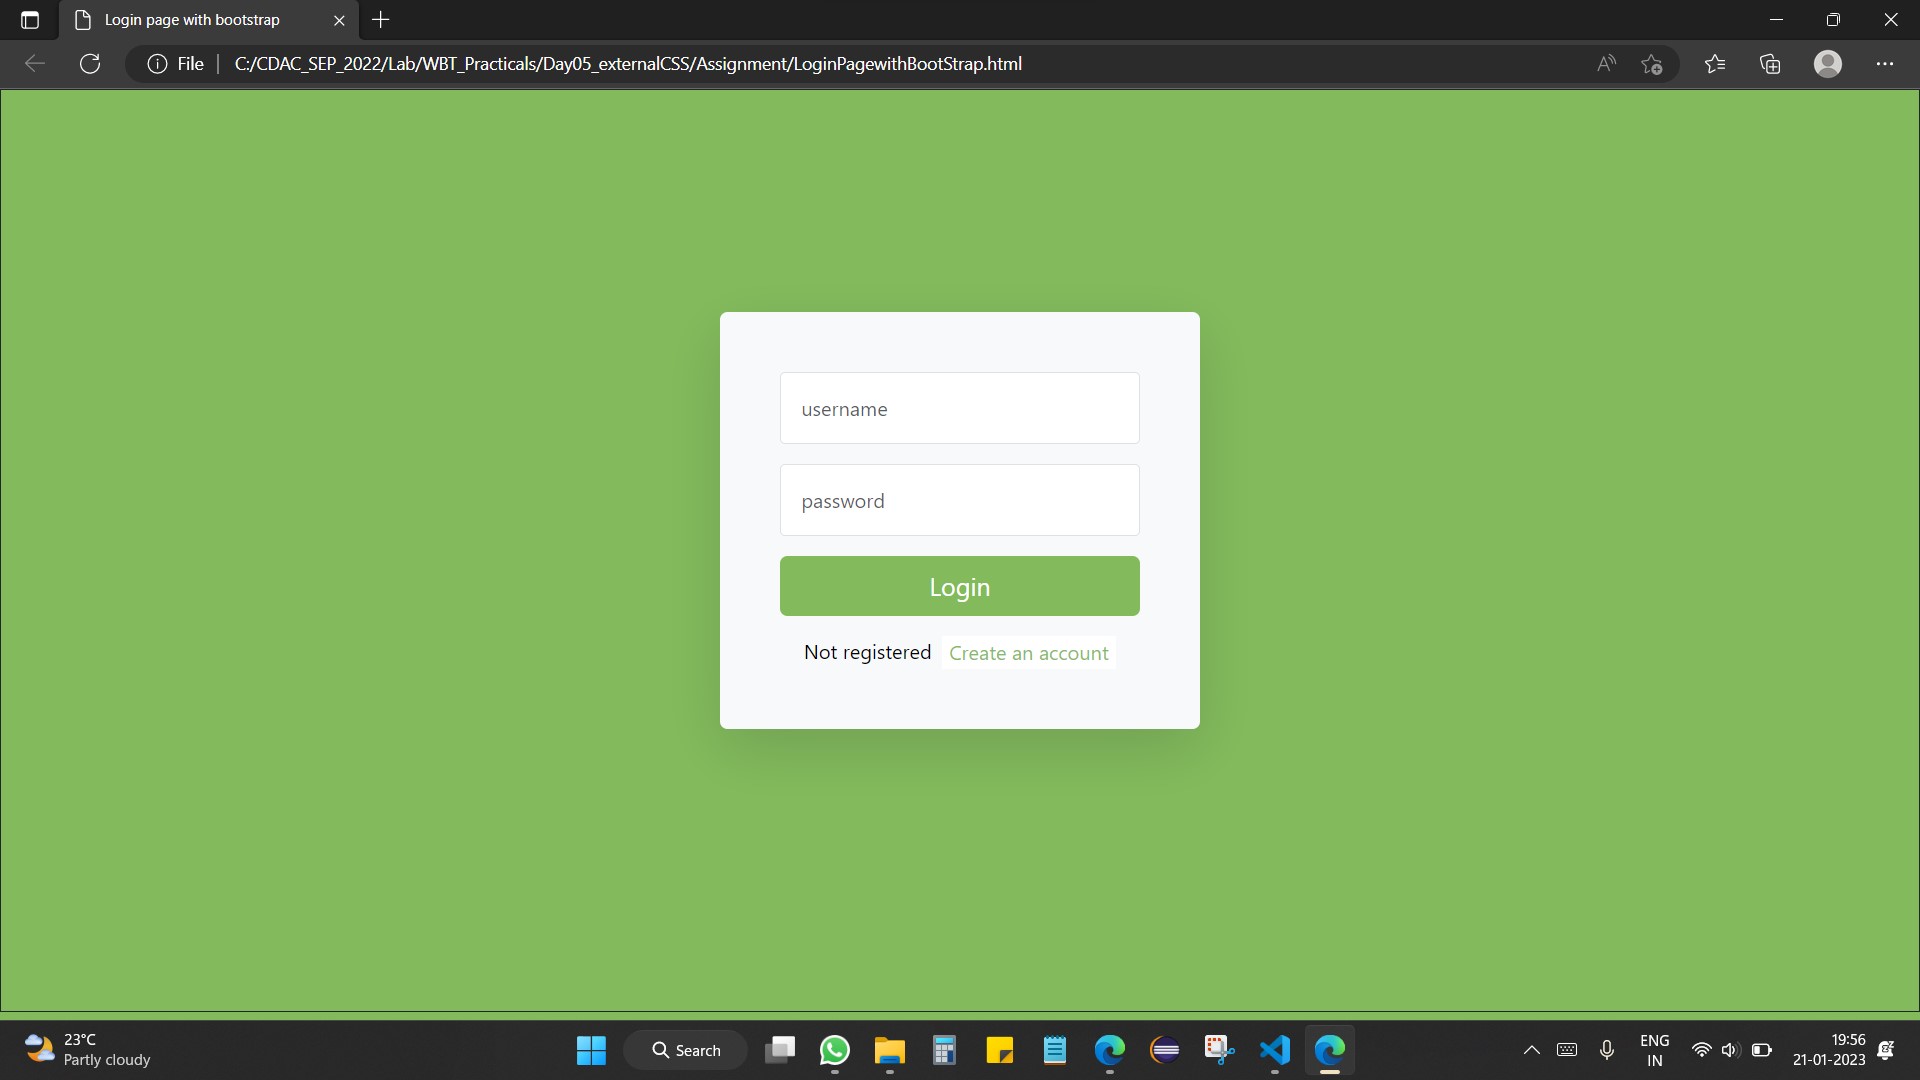 Login page with bootstrap
File
C:/CDAC_SEP_2022/Lab/WBT_Practicals/Day05_externalCSS/Assignment/LoginPagewithBootStrap.html
username
password
Login
Not registered Create an account
23°C
Partly cloudy
Search
ENG
IN
19:56
21-01-2023